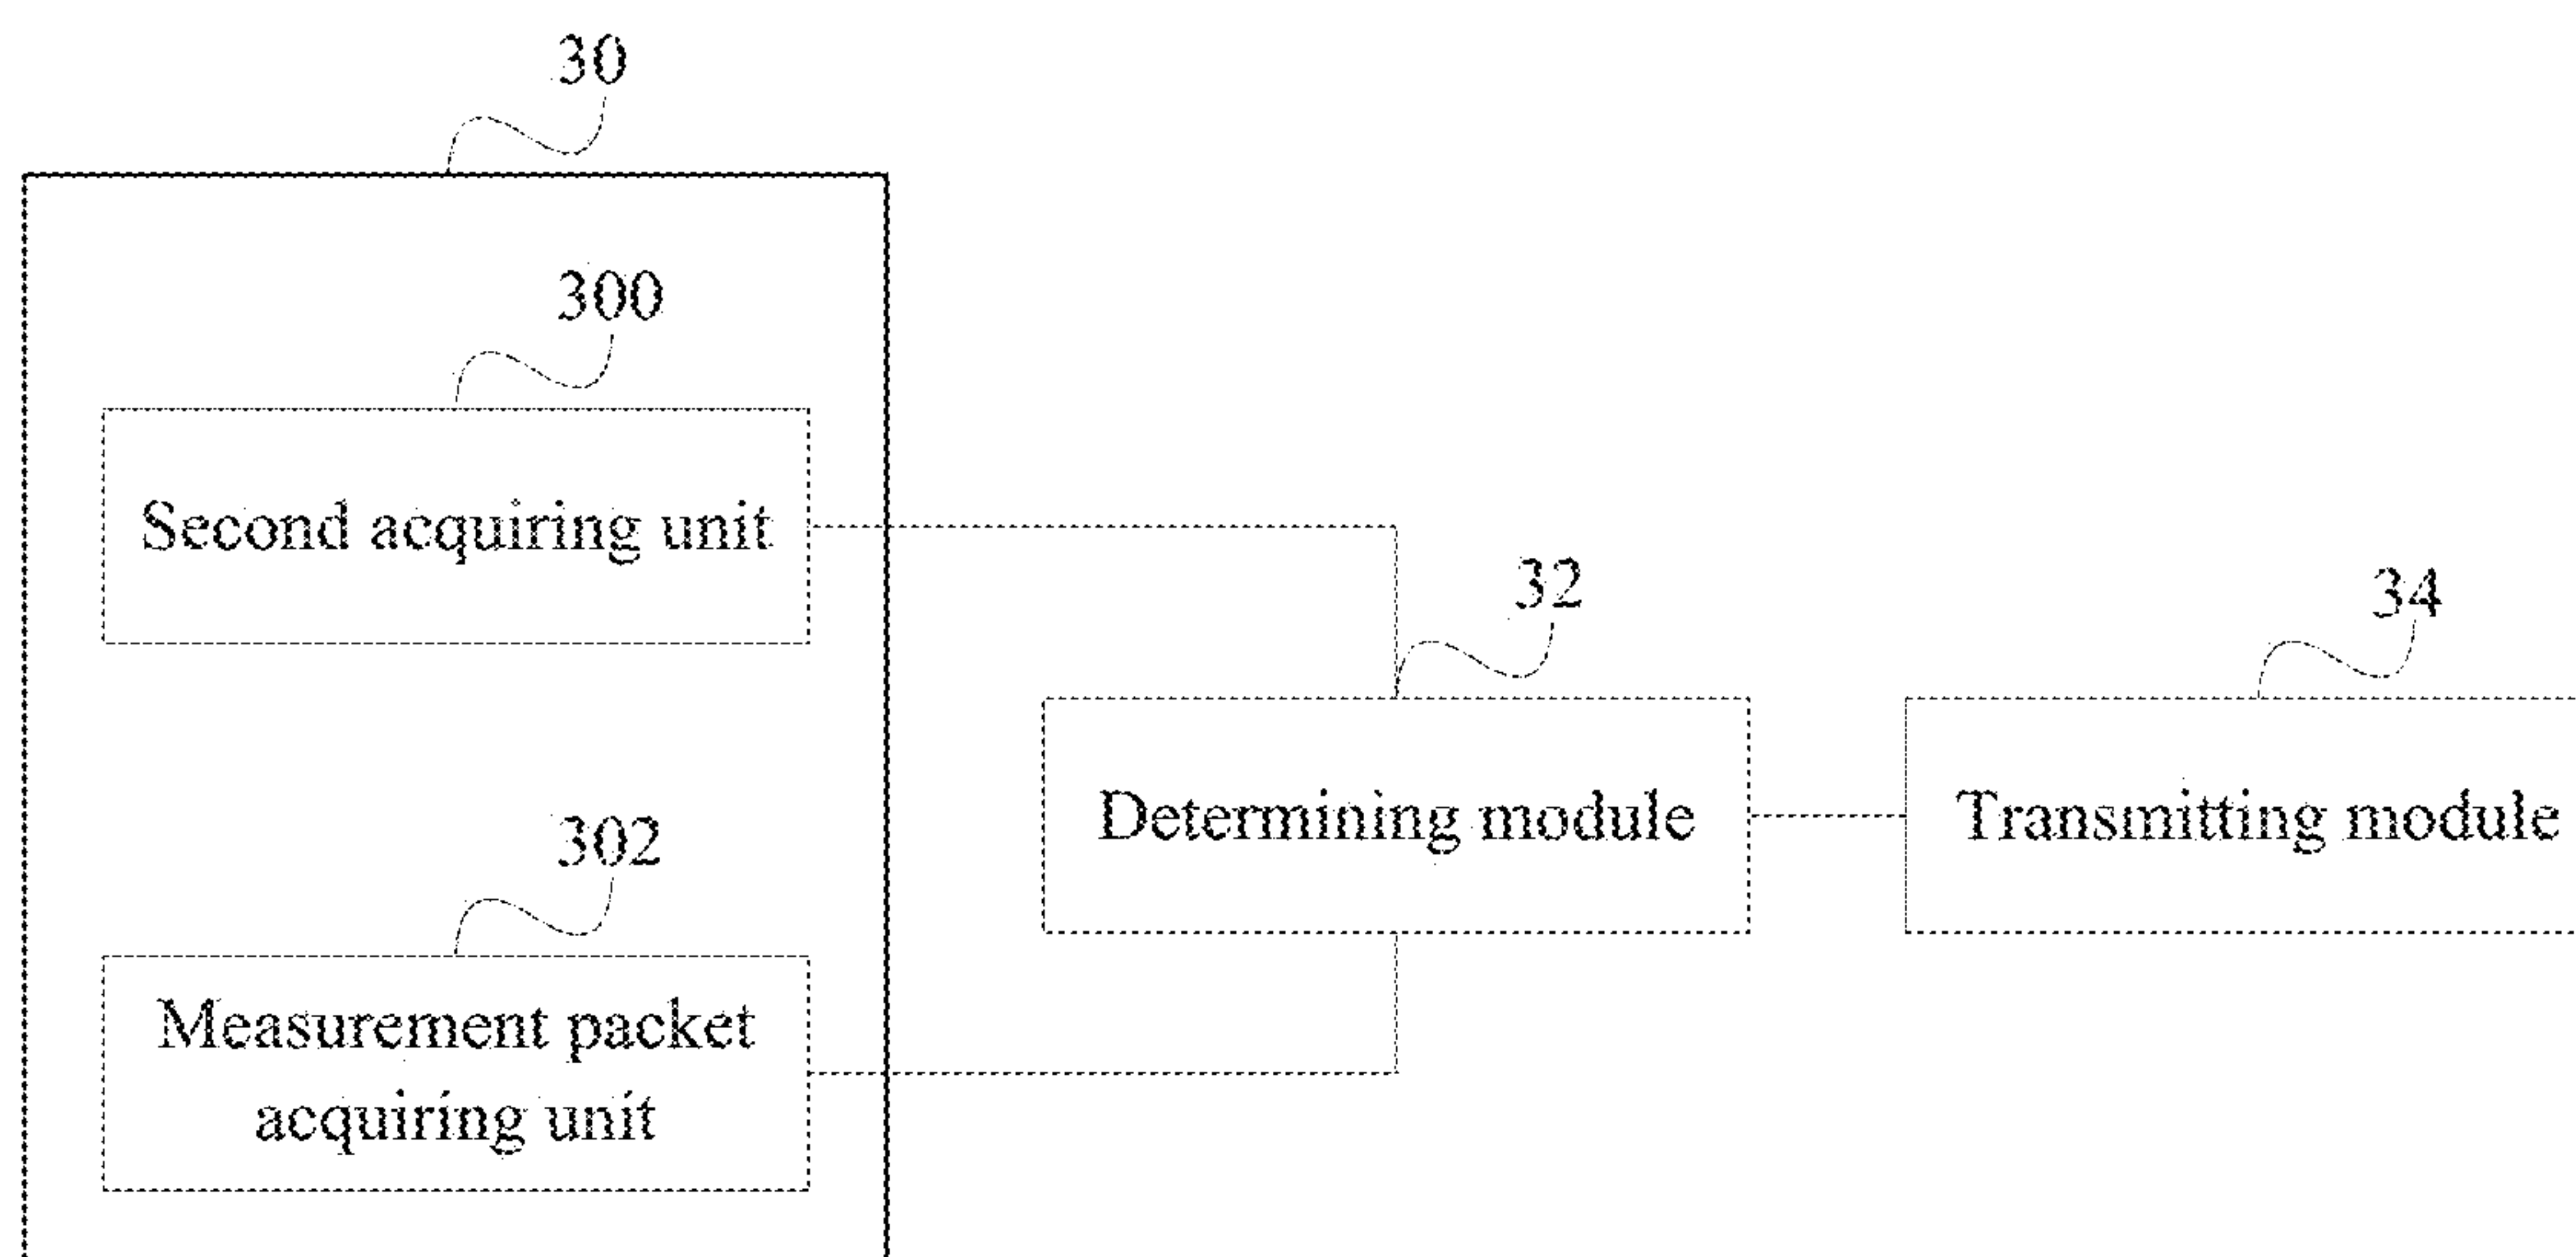 30
300
Second acquiring unit
32
34
Determining module
Transmitting module
302
Measurement packet
acquiring unit